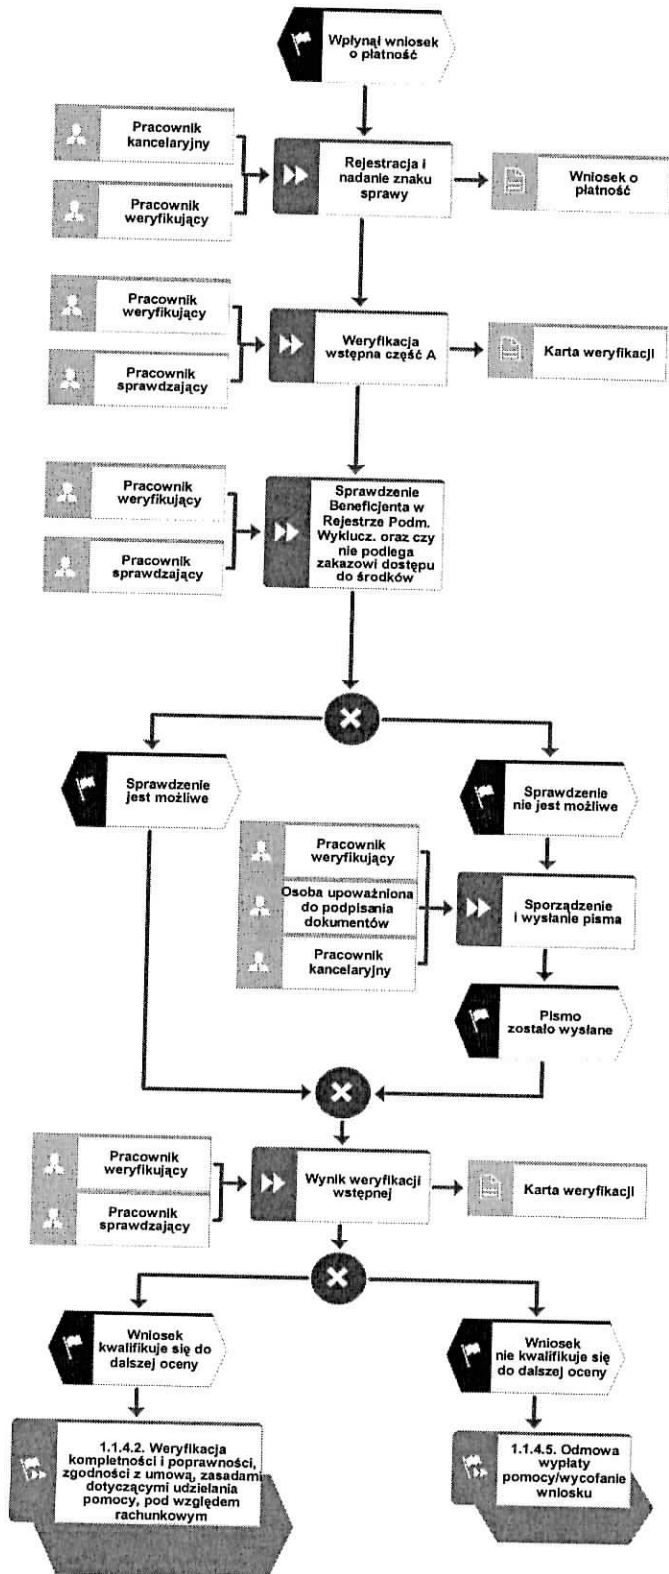 Wpłynął wniosek
o płatność
Pracownik
kancelaryjny
Pracownik
weryfikujący
Rejestracja i
nadanie znaku
sprawy
Wniosek o
płatność
Pracownik
weryfikujący
Pracownik
sprawdzający
Weryfikacja
wstępna część A
Karta weryfikacji
Pracownik
weryfikujący
Pracownik
sprawdzający
Sprawdzenie
Beneficjenta w
Rejestrze Podm.
Wyklucz. oraz czy
nie podlega
zakazowi dostępu
do środków
Sprawdzenie
jest możliwe
Sprawdzenie
nie jest możliwe
Pracownik
weryfikujący
Osoba upoważniona
do podpisania
dokumentów
Pracownik
kancelaryjny
Sporządzenie
i wysłanie pisma
Pismo
zostało wysłane
Pracownik
weryfikujący
Pracownik
sprawdzający
Wynik weryfikacji
wstępnej
Karta weryfikacji
Wniosek
kwalifikuje się do
dalszej oceny
Wniosek
nie kwalifikuje się
do dalszej oceny
1.1.4.2. Weryfikacja
kompletności i poprawności,
zgodności z umową, zasadami
dotyczącymi udzielania
pomocy, pod względem
rachunkowym
1.1.4.5. Odmowa
wypłaty
pomocy/wycofanie
wniosku